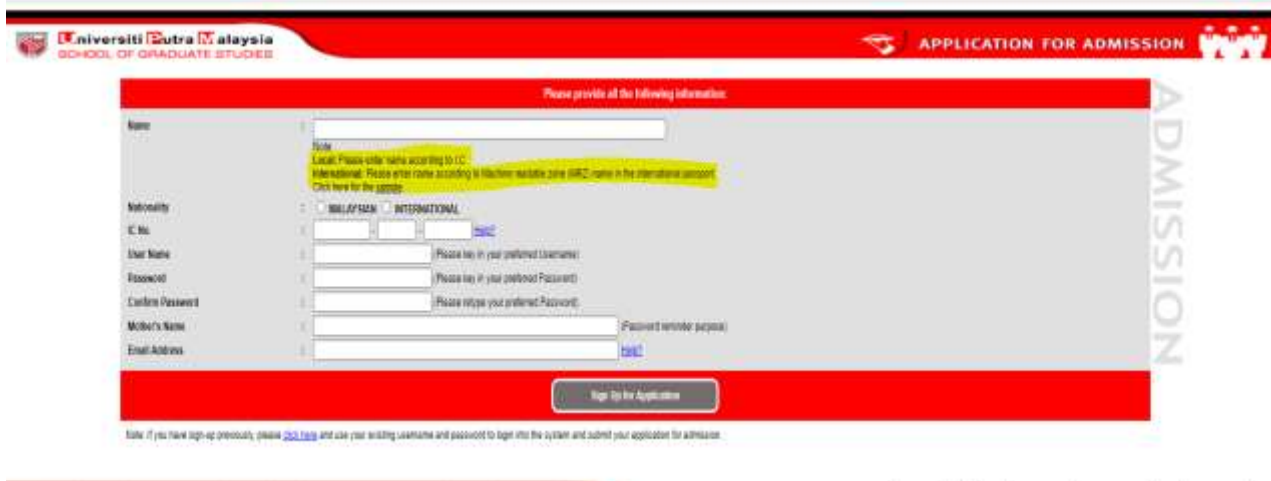 Universiti Putra Malaysia
SCHOOL OF GRADUATE STUDIES
APPLICATION FOR ADMISSION
Please provide all the following information:
Name :
Note
Local: Please enter name according to I.C
International: Please enter name according to Machine readable zone (MRZ) name in the international passport.
Click here for the sample
Nationality : MALAYSIAN INTERNATIONAL
IC No : - - Help?
User Name : (Please key in your preferred Username)
Password : (Please key in your preferred Password)
Confirm Password : (Please retype your preferred Password)
Mother's Name : (Password reminder purpose)
Email Address : Help?
Sign Up for Application
Note: If you have sign-up previously, please click here and use your existing username and password to login into the system and submit your application for admission.
ADMISSION